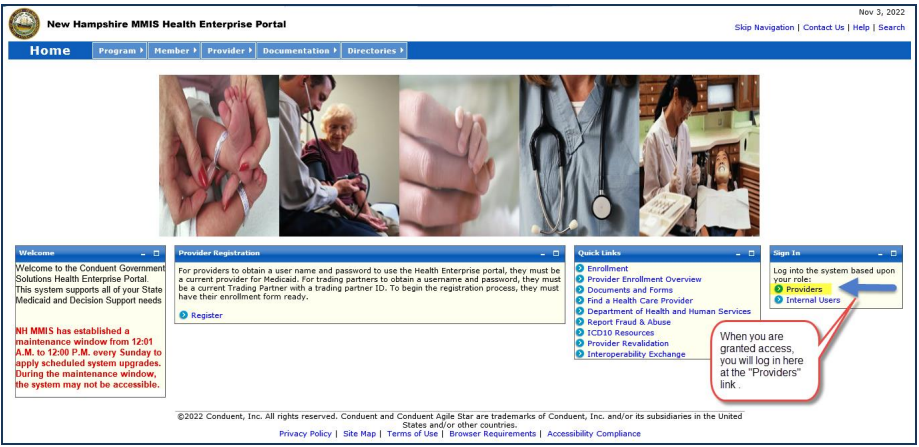 Nov 3, 2022
New Hampshire MMIS Health Enterprise Portal
Skip Navigation | Contact Us | Help | Search
Home Program Member Provider Documentation Directories
Welcome
Welcome to the Conduent Government
Solutions Health Enterprise Portal.
This system supports all of your State
Medicaid and Decision Support needs
NH MMIS has established a
maintenance window from 12:01
A.M. to 12:00 P.M. every Sunday to
apply scheduled system upgrades.
During the maintenance window,
the system may not be accessible.
Provider Registration
For providers to obtain a user name and password to use the Health Enterprise portal, they must be
a current provider for Medicaid. For trading partners to obtain a username and password, they must
be a current Trading Partner with a trading partner ID. To begin the registration process, they must
have their enrollment form ready.
Register
Quick Links
Enrollment
Provider Enrollment Overview
Documents and Forms
Find a Health Care Provider
Department of Health and Human Services
Report Fraud & Abuse
ICD10 Resources
Provider Revalidation
Interoperability Exchange
Sign In
Log into the system based upon
your role:
Providers
Internal Users
When you are
granted access,
you will log in here
at the "Providers"
link .
©2022 Conduent, Inc. All rights reserved. Conduent and Conduent Agile Star are trademarks of Conduent, Inc. and/or its subsidiaries in the United
States and/or other countries.
Privacy Policy | Site Map | Terms of Use | Browser Requirements | Accessibility Compliance